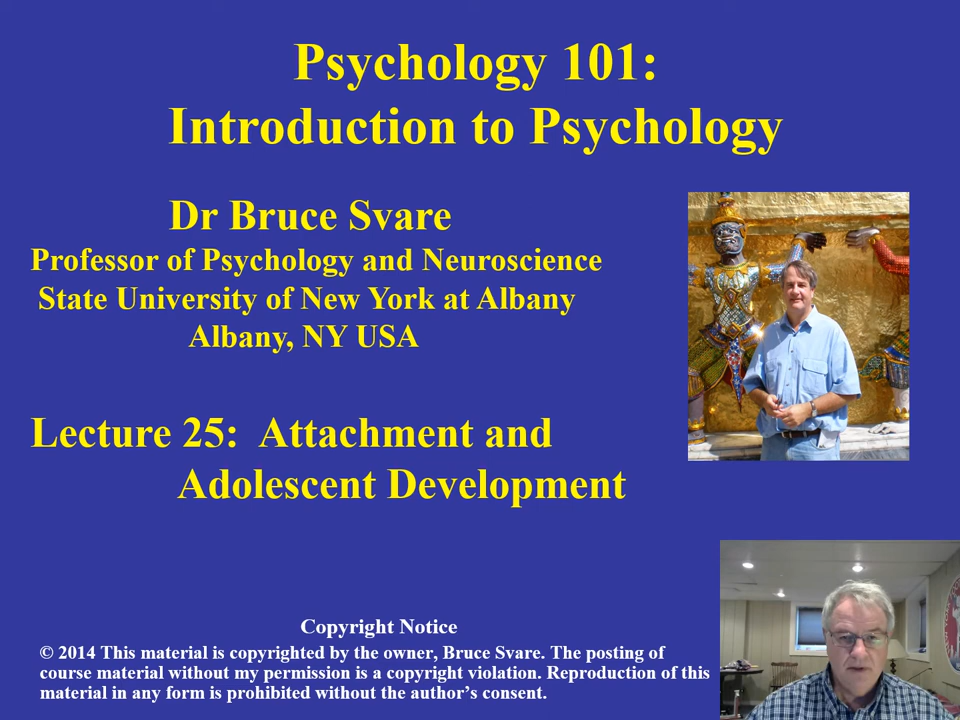 Psychology 101:
Introduction to Psychology
Dr Bruce Svare
Professor of Psychology and Neuroscience
State University of New York at Albany
Albany, NY USA
Lecture 25: Attachment and
Adolescent Development
Copyright Notice
© 2014 This material is copyrighted by the owner, Bruce Svare. The posting of
course material without my permission is a copyright violation. Reproduction of this
material in any form is prohibited without the author’s consent.